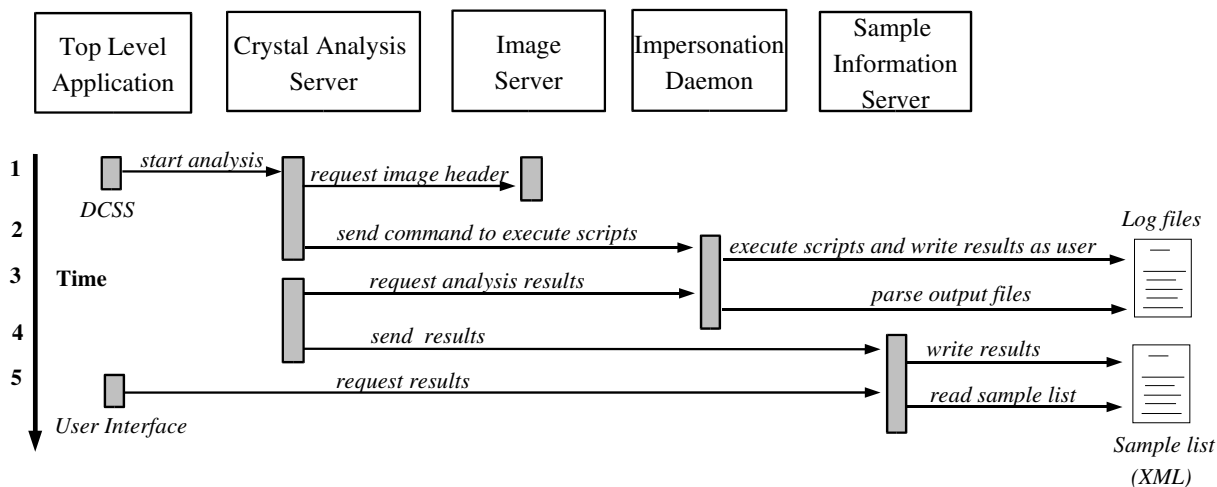 Top Level
Application
Crystal Analysis
Server
Image
Server
Impersonation
Daemon
Sample
Information
Server
1
start analysis
request image header
DCSS
2
send command to execute scripts
execute scripts and write results as user
Log files
3
Time
request analysis results
parse output files
4
send results
write results
5
request results
read sample list
User Interface
Sample list
(XML)